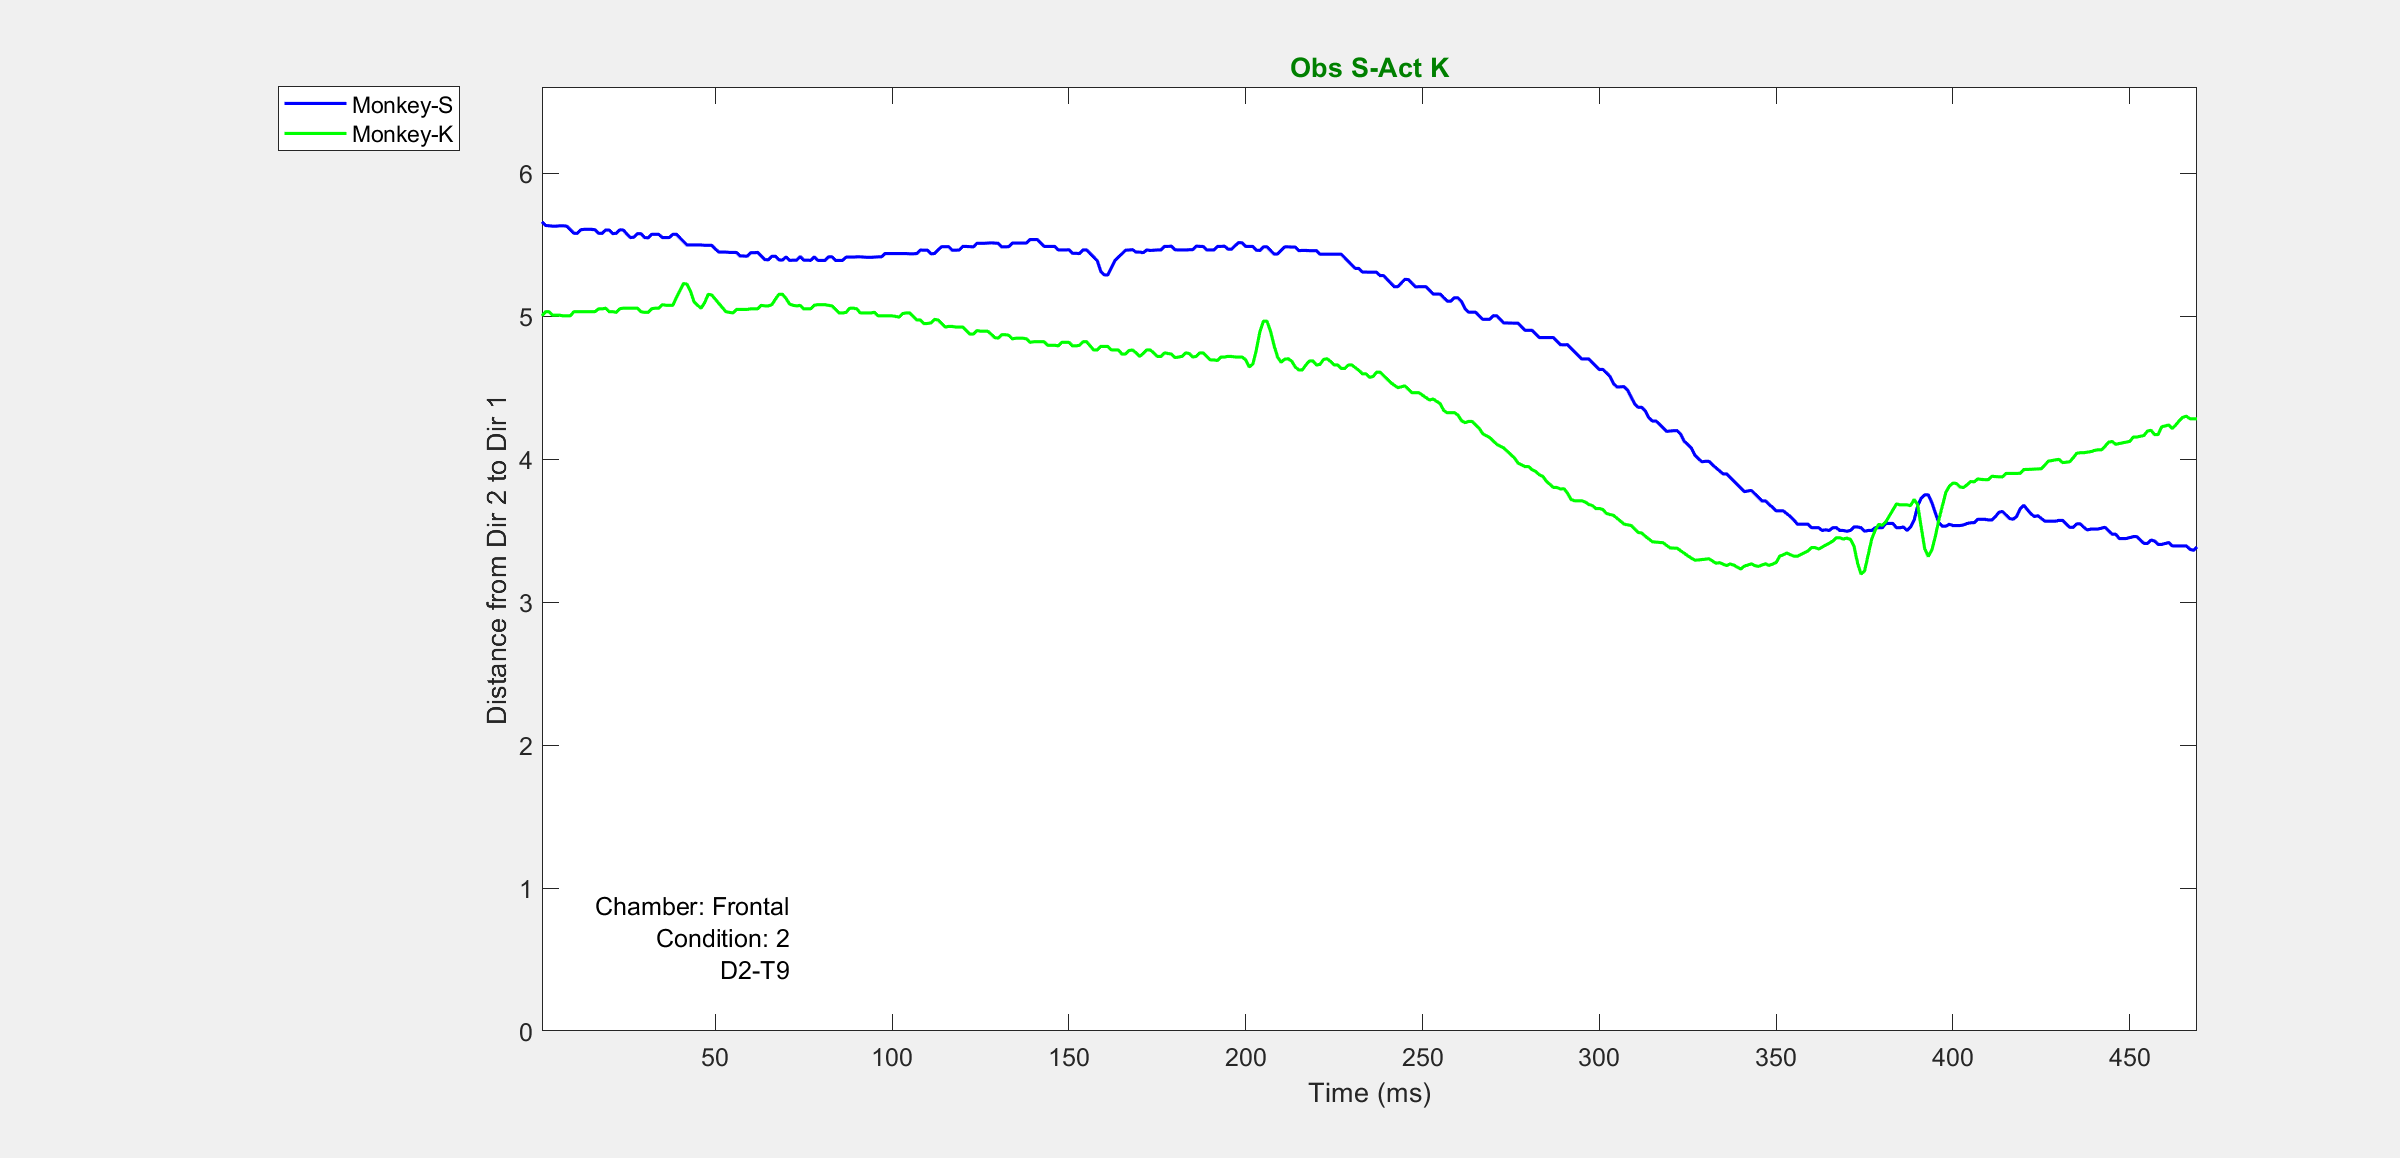 Obs S-Act K
Monkey-S
Monkey-K
Distance from Dir 2 to Dir 1
6
5
4
3
2
1
0
Chamber: Frontal
Condition: 2
D2-T9
50 100 150 200 250 300 350 400 450
Time (ms)